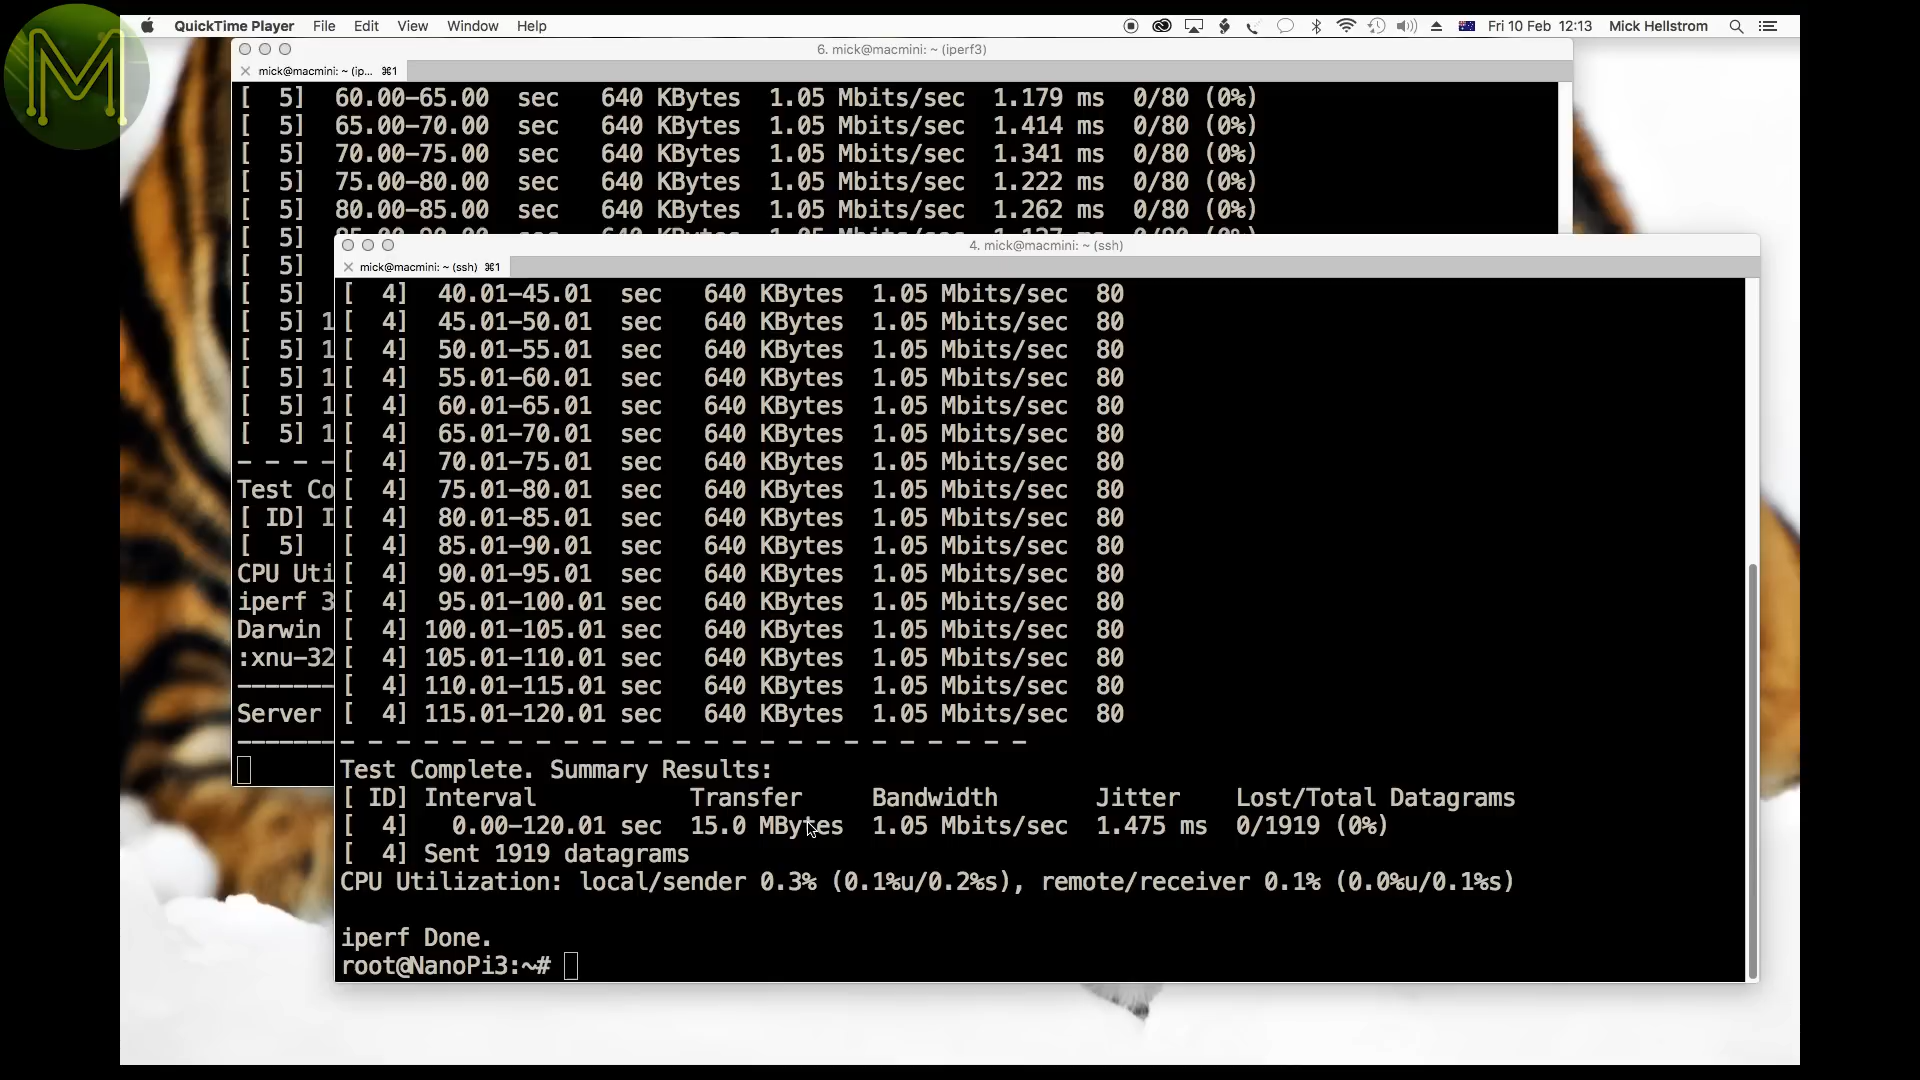 QuickTime Player File Edit View Window Help Fri 10 Feb 12:13 Mick Hellstrom
M
6. mick@macmini: ~ (iperf3)
mick@macmini: ~ (ip... ⌘1
[ 5] 60.00-65.00 sec 640 KBytes 1.05 Mbits/sec 1.179 ms 0/80 (0%)
[ 5] 65.00-70.00 sec 640 KBytes 1.05 Mbits/sec 1.414 ms 0/80 (0%)
[ 5] 70.00-75.00 sec 640 KBytes 1.05 Mbits/sec 1.341 ms 0/80 (0%)
[ 5] 75.00-80.00 sec 640 KBytes 1.05 Mbits/sec 1.222 ms 0/80 (0%)
[ 5] 80.00-85.00 sec 640 KBytes 1.05 Mbits/sec 1.262 ms 0/80 (0%)
[ 5]
[ 5]
[ 5]
[ 5] 1
[ 5] 1
[ 5] 1
[ 5] 1
[ 5] 1
- - - -
Test Co
[ ID] I
[ 5]
CPU Uti
iperf 3
Darwin
:xnu-32
-------
Server
-------
4. mick@macmini: ~ (ssh)
mick@macmini: ~ (ssh) ⌘1
[ 4] 40.01-45.01 sec 640 KBytes 1.05 Mbits/sec 80
[ 4] 45.01-50.01 sec 640 KBytes 1.05 Mbits/sec 80
[ 4] 50.01-55.01 sec 640 KBytes 1.05 Mbits/sec 80
[ 4] 55.01-60.01 sec 640 KBytes 1.05 Mbits/sec 80
[ 4] 60.01-65.01 sec 640 KBytes 1.05 Mbits/sec 80
[ 4] 65.01-70.01 sec 640 KBytes 1.05 Mbits/sec 80
[ 4] 70.01-75.01 sec 640 KBytes 1.05 Mbits/sec 80
[ 4] 75.01-80.01 sec 640 KBytes 1.05 Mbits/sec 80
[ 4] 80.01-85.01 sec 640 KBytes 1.05 Mbits/sec 80
[ 4] 85.01-90.01 sec 640 KBytes 1.05 Mbits/sec 80
[ 4] 90.01-95.01 sec 640 KBytes 1.05 Mbits/sec 80
[ 4] 95.01-100.01 sec 640 KBytes 1.05 Mbits/sec 80
[ 4] 100.01-105.01 sec 640 KBytes 1.05 Mbits/sec 80
[ 4] 105.01-110.01 sec 640 KBytes 1.05 Mbits/sec 80
[ 4] 110.01-115.01 sec 640 KBytes 1.05 Mbits/sec 80
[ 4] 115.01-120.01 sec 640 KBytes 1.05 Mbits/sec 80
- - - - - - - - - - - - - - - - - - - - - - - - -
Test Complete. Summary Results:
[ ID] Interval Transfer Bandwidth Jitter Lost/Total Datagrams
[ 4] 0.00-120.01 sec 15.0 MBytes 1.05 Mbits/sec 1.475 ms 0/1919 (0%)
[ 4] Sent 1919 datagrams
CPU Utilization: local/sender 0.3% (0.1%u/0.2%s), remote/receiver 0.1% (0.0%u/0.1%s)
iperf Done.
root@NanoPi3:~#